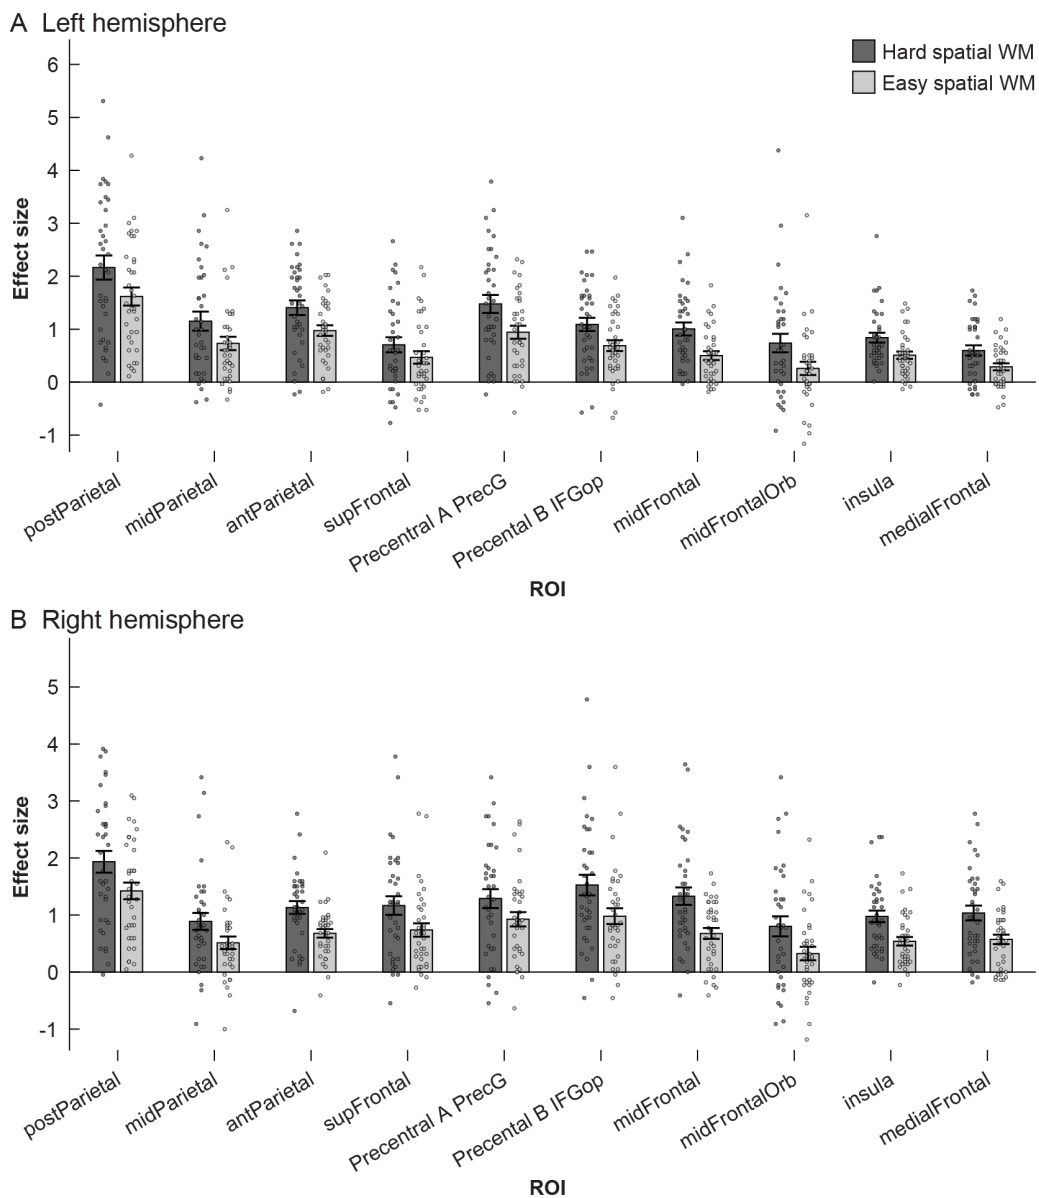 A Left hemisphere
Hard spatial WM
Easy spatial WM
6
5
4
3
2
1
0
-1
Effect size
postParietal
midParietal
antParietal
supFrontal
Precentral A PrecG
Precental B IFGop
midFrontal
midFrontalOrb
insula
medialFrontal
ROI
B Right hemisphere
5
4
3
2
1
0
-1
Effect size
postParietal
midParietal
antParietal
supFrontal
Precentral A PrecG
Precental B IFGop
midFrontal
midFrontalOrb
insula
medialFrontal
ROI